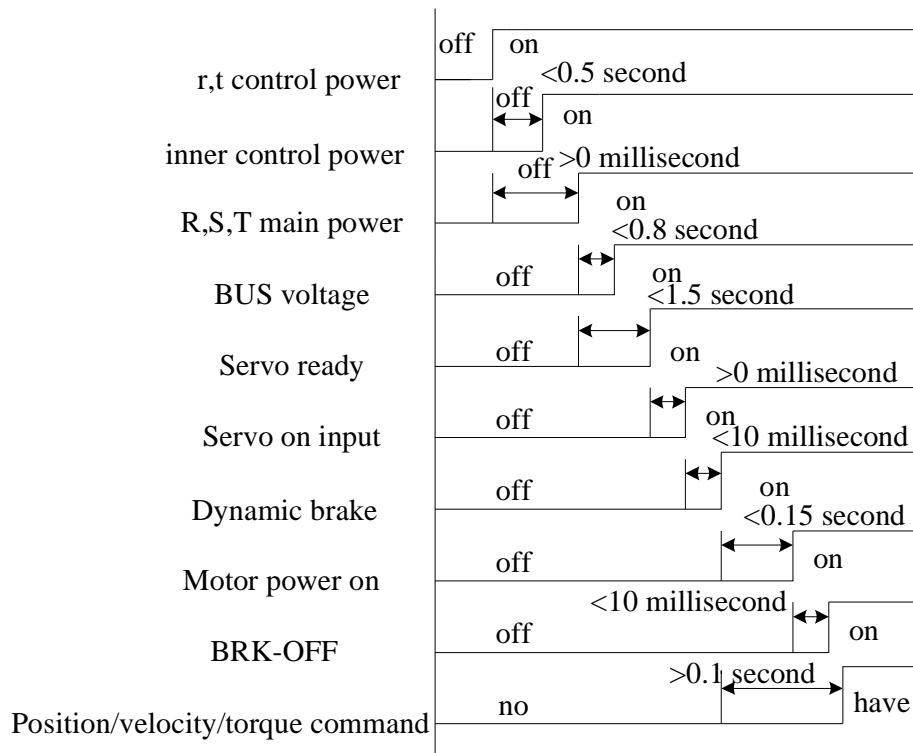 off on
r,t control power
<0.5 second
off
on
inner control power
>0 millisecond
off
on
R,S,T main power
<0.8 second
off
on
BUS voltage
<1.5 second
off
on
Servo ready
>0 millisecond
off
on
Servo on input
<10 millisecond
off
on
Dynamic brake
<0.15 second
off
on
Motor power on
<10 millisecond
off
on
BRK-OFF
>0.1 second
no
have
Position/velocity/torque command